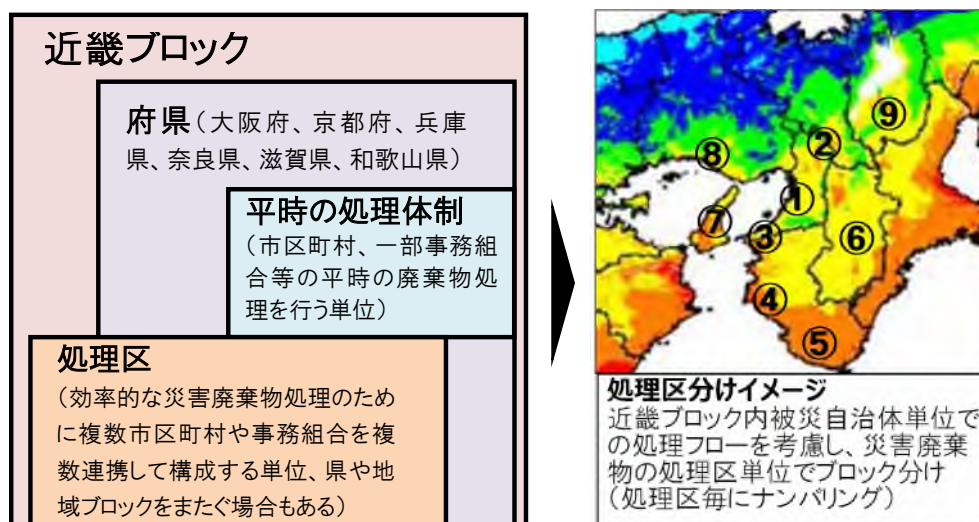 近畿ブロック
府県(大阪府、京都府、兵庫
県、奈良県、滋賀県、和歌山県)
平時の処理体制
(市区町村、一部事務組
合等の平時の廃棄物処
理を行う単位)
処理区
(効率的な災害廃棄物処理のため
に複数市区町村や事務組合を複
数連携して構成する単位、県や地
域ブロックをまたぐ場合もある)
⑨
②
⑧
①
⑦
③
⑥
④
⑤
処理区分けイメージ
近畿ブロック内被災自治体単位で
の処理フローを考慮し、災害廃棄
物の処理区単位でブロック分け
(処理区毎にナンバリング)